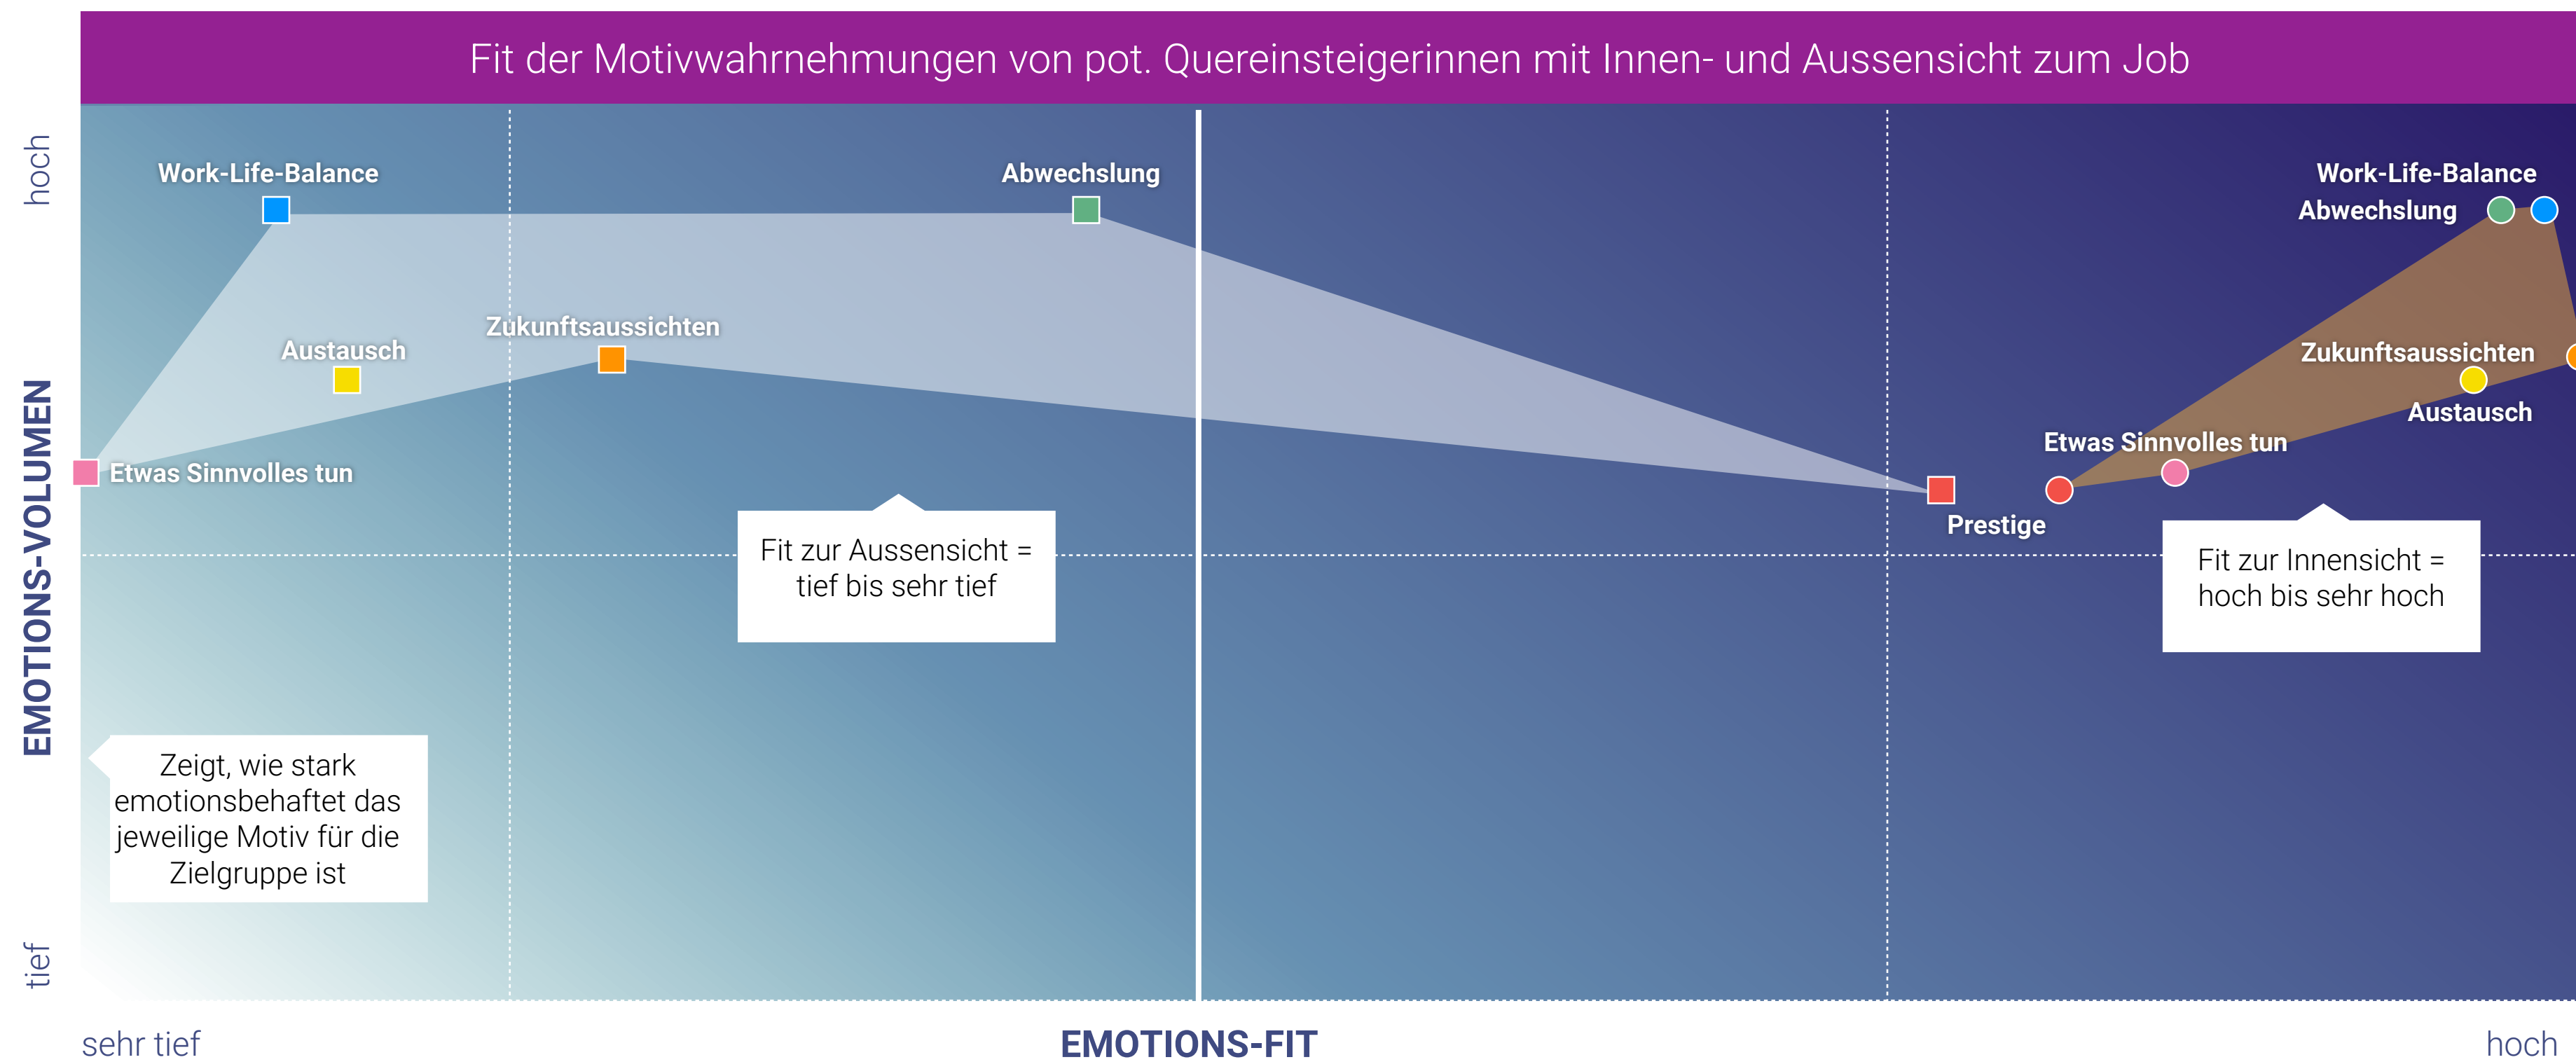 Fit der Motivwahrnehmungen von pot. Quereinsteigerinnen mit Innen- und Aussensicht zum Job
hoch
EMOTIONS-VOLUMEN
tief
Work-Life-Balance
Abwechslung
Work-Life-Balance
Abwechslung
Zukunftsaussichten
Austausch
Zukunftsaussichten
Austausch
Etwas Sinnvolles tun
Etwas Sinnvolles tun
Prestige
Fit zur Aussensicht =
tief bis sehr tief
Fit zur Innensicht =
hoch bis sehr hoch
Zeigt, wie stark
emotionsbehaftet das
jeweilige Motiv für die
Zielgruppe ist
sehr tief
EMOTIONS-FIT
hoch